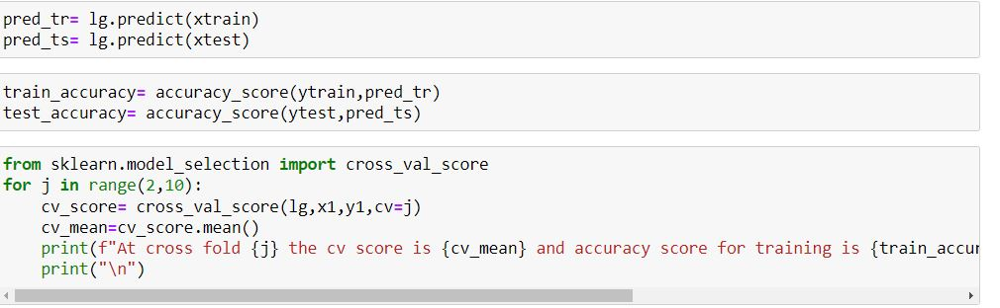 pred_tr= lg.predict(xtrain)
pred_ts= lg.predict(xtest)
train_accuracy= accuracy_score(ytrain,pred_tr)
test_accuracy= accuracy_score(ytest,pred_ts)
from sklearn.model_selection import cross_val_score
for j in range(2,10):
    cv_score= cross_val_score(lg,x1,y1,cv=j)
    cv_mean=cv_score.mean()
    print(f"At cross fold {j} the cv score is {cv_mean} and accuracy score for training is {train_accur
    print("\n")